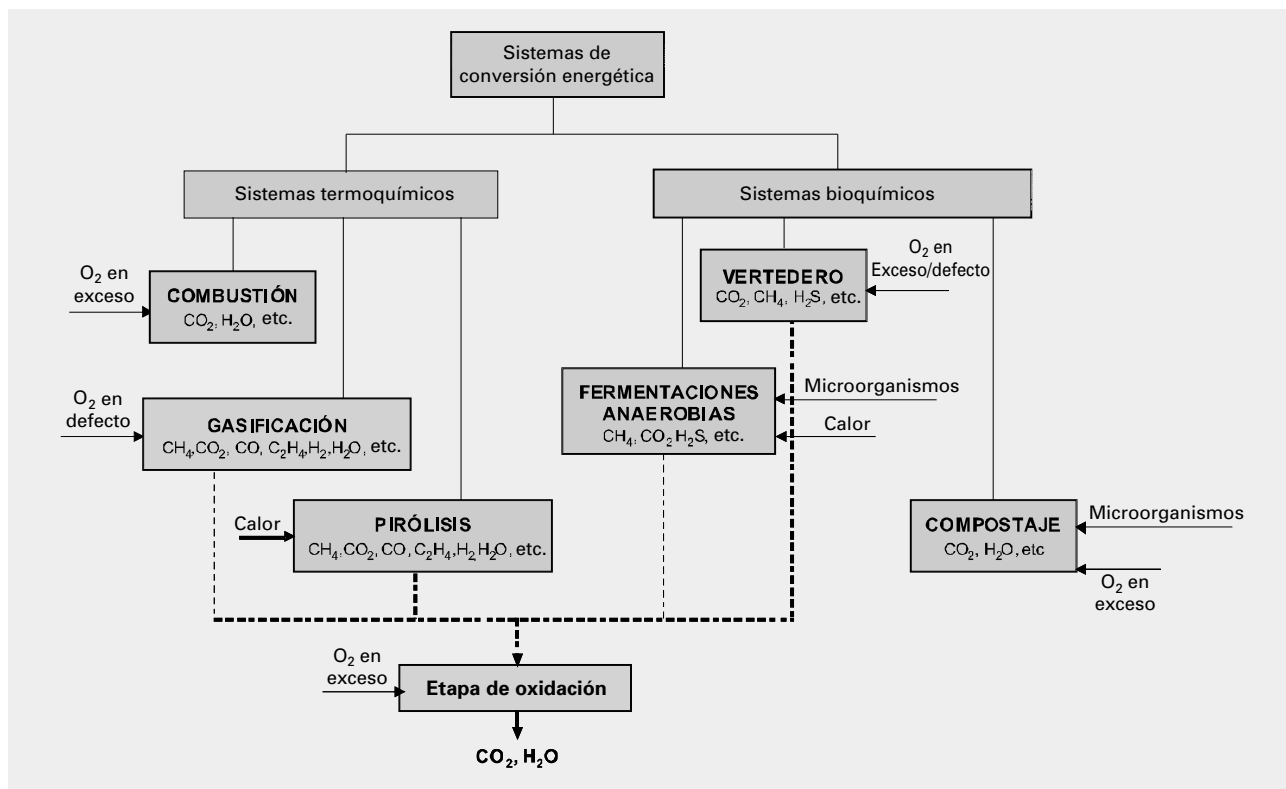 Sistemas de
conversión energética
Sistemas termoquímicos
Sistemas bioquímicos
O₂ en
exceso
COMBUSTIÓN
CO₂, H₂O, etc.
VERTEDERO
CO₂, CH₄, H₂S, etc.
O₂ en
Exceso/defecto
O₂ en
defecto
GASIFICACIÓN
CH₄,CO₂, CO, C₂H₄,H₂,H₂O, etc.
FERMENTACIONES
ANAEROBIAS
CH₄, CO₂ H₂S, etc.
Microorganismos
Calor
Calor
PIRÓLISIS
CH₄,CO₂,CO,C₂H₄,H₂,H₂O, etc.
COMPOSTAJE
CO₂, H₂O, etc
Microorganismos
O₂ en
exceso
O₂ en
exceso
Etapa de oxidación
CO₂, H₂O